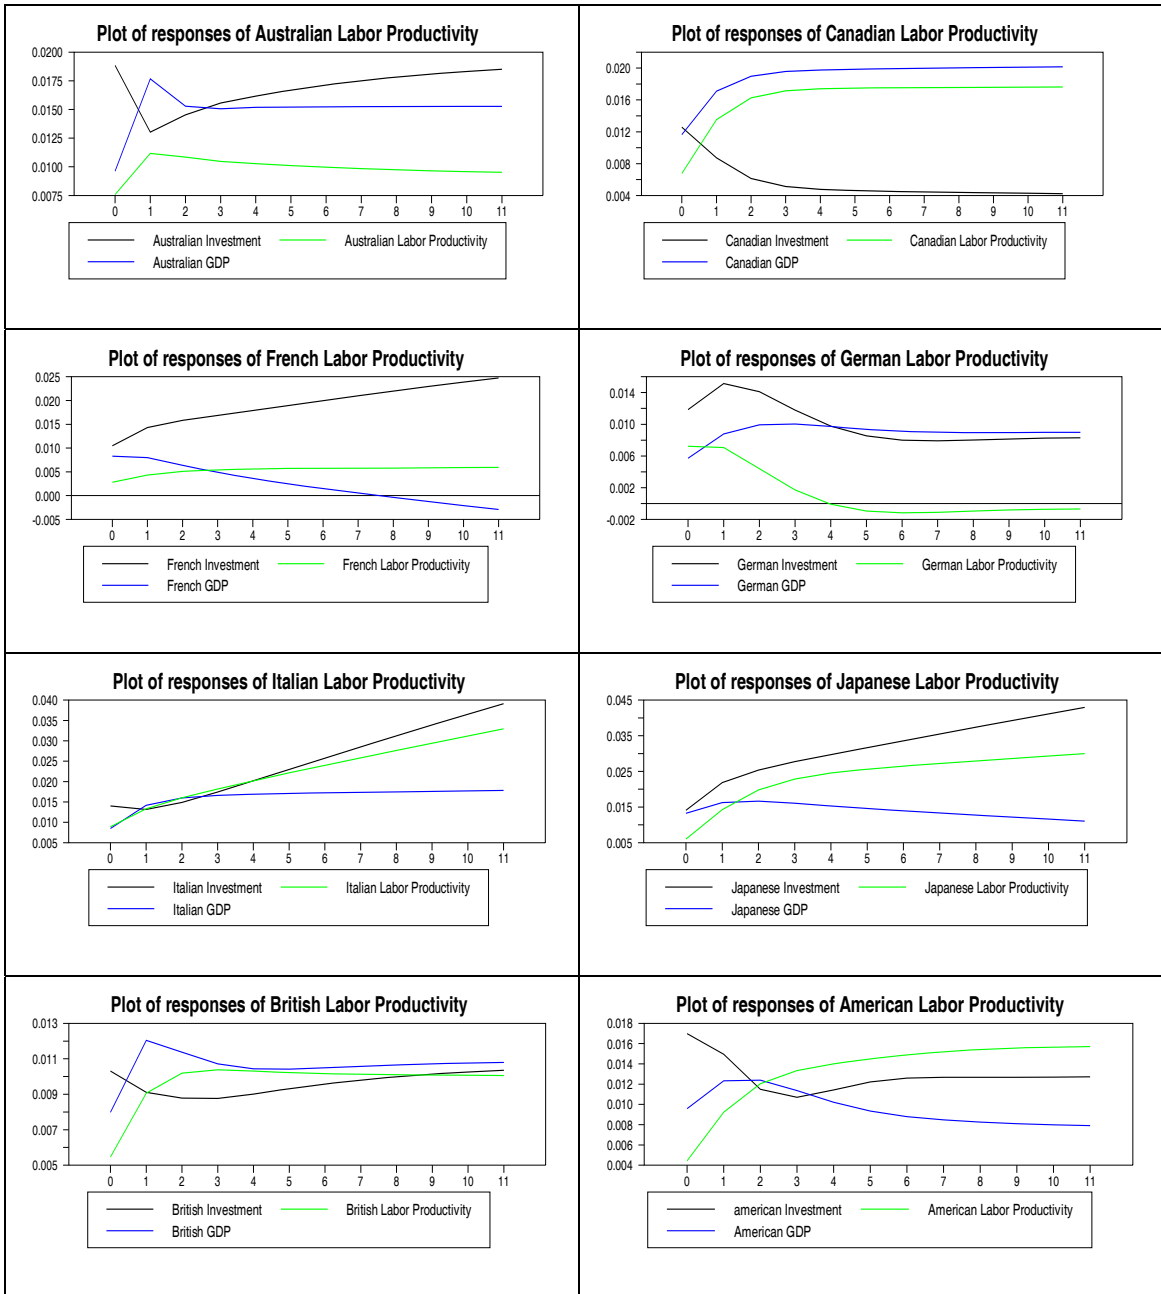 Plot of responses of Australian Labor Productivity
0.0200
0.0175
0.0150
0.0125
0.0100
0.0075
0 1 2 3 4 5 6 7 8 9 10 11
Australian Investment Australian Labor Productivity
Australian GDP
Plot of responses of Canadian Labor Productivity
0.020
0.016
0.012
0.008
0.004
0 1 2 3 4 5 6 7 8 9 10 11
Canadian Investment Canadian Labor Productivity
Canadian GDP
Plot of responses of French Labor Productivity
0.025
0.020
0.015
0.010
0.005
0.000
-0.005
0 1 2 3 4 5 6 7 8 9 10 11
French Investment French Labor Productivity
French GDP
Plot of responses of German Labor Productivity
0.014
0.010
0.006
0.002
-0.002
0 1 2 3 4 5 6 7 8 9 10 11
German Investment German Labor Productivity
German GDP
Plot of responses of Italian Labor Productivity
0.040
0.035
0.030
0.025
0.020
0.015
0.010
0.005
0 1 2 3 4 5 6 7 8 9 10 11
Italian Investment Italian Labor Productivity
Italian GDP
Plot of responses of Japanese Labor Productivity
0.045
0.035
0.025
0.015
0.005
0 1 2 3 4 5 6 7 8 9 10 11
Japanese Investment Japanese Labor Productivity
Japanese GDP
Plot of responses of British Labor Productivity
0.013
0.011
0.009
0.007
0.005
0 1 2 3 4 5 6 7 8 9 10 11
British Investment British Labor Productivity
British GDP
Plot of responses of American Labor Productivity
0.018
0.016
0.014
0.012
0.010
0.008
0.006
0.004
0 1 2 3 4 5 6 7 8 9 10 11
american Investment American Labor Productivity
American GDP